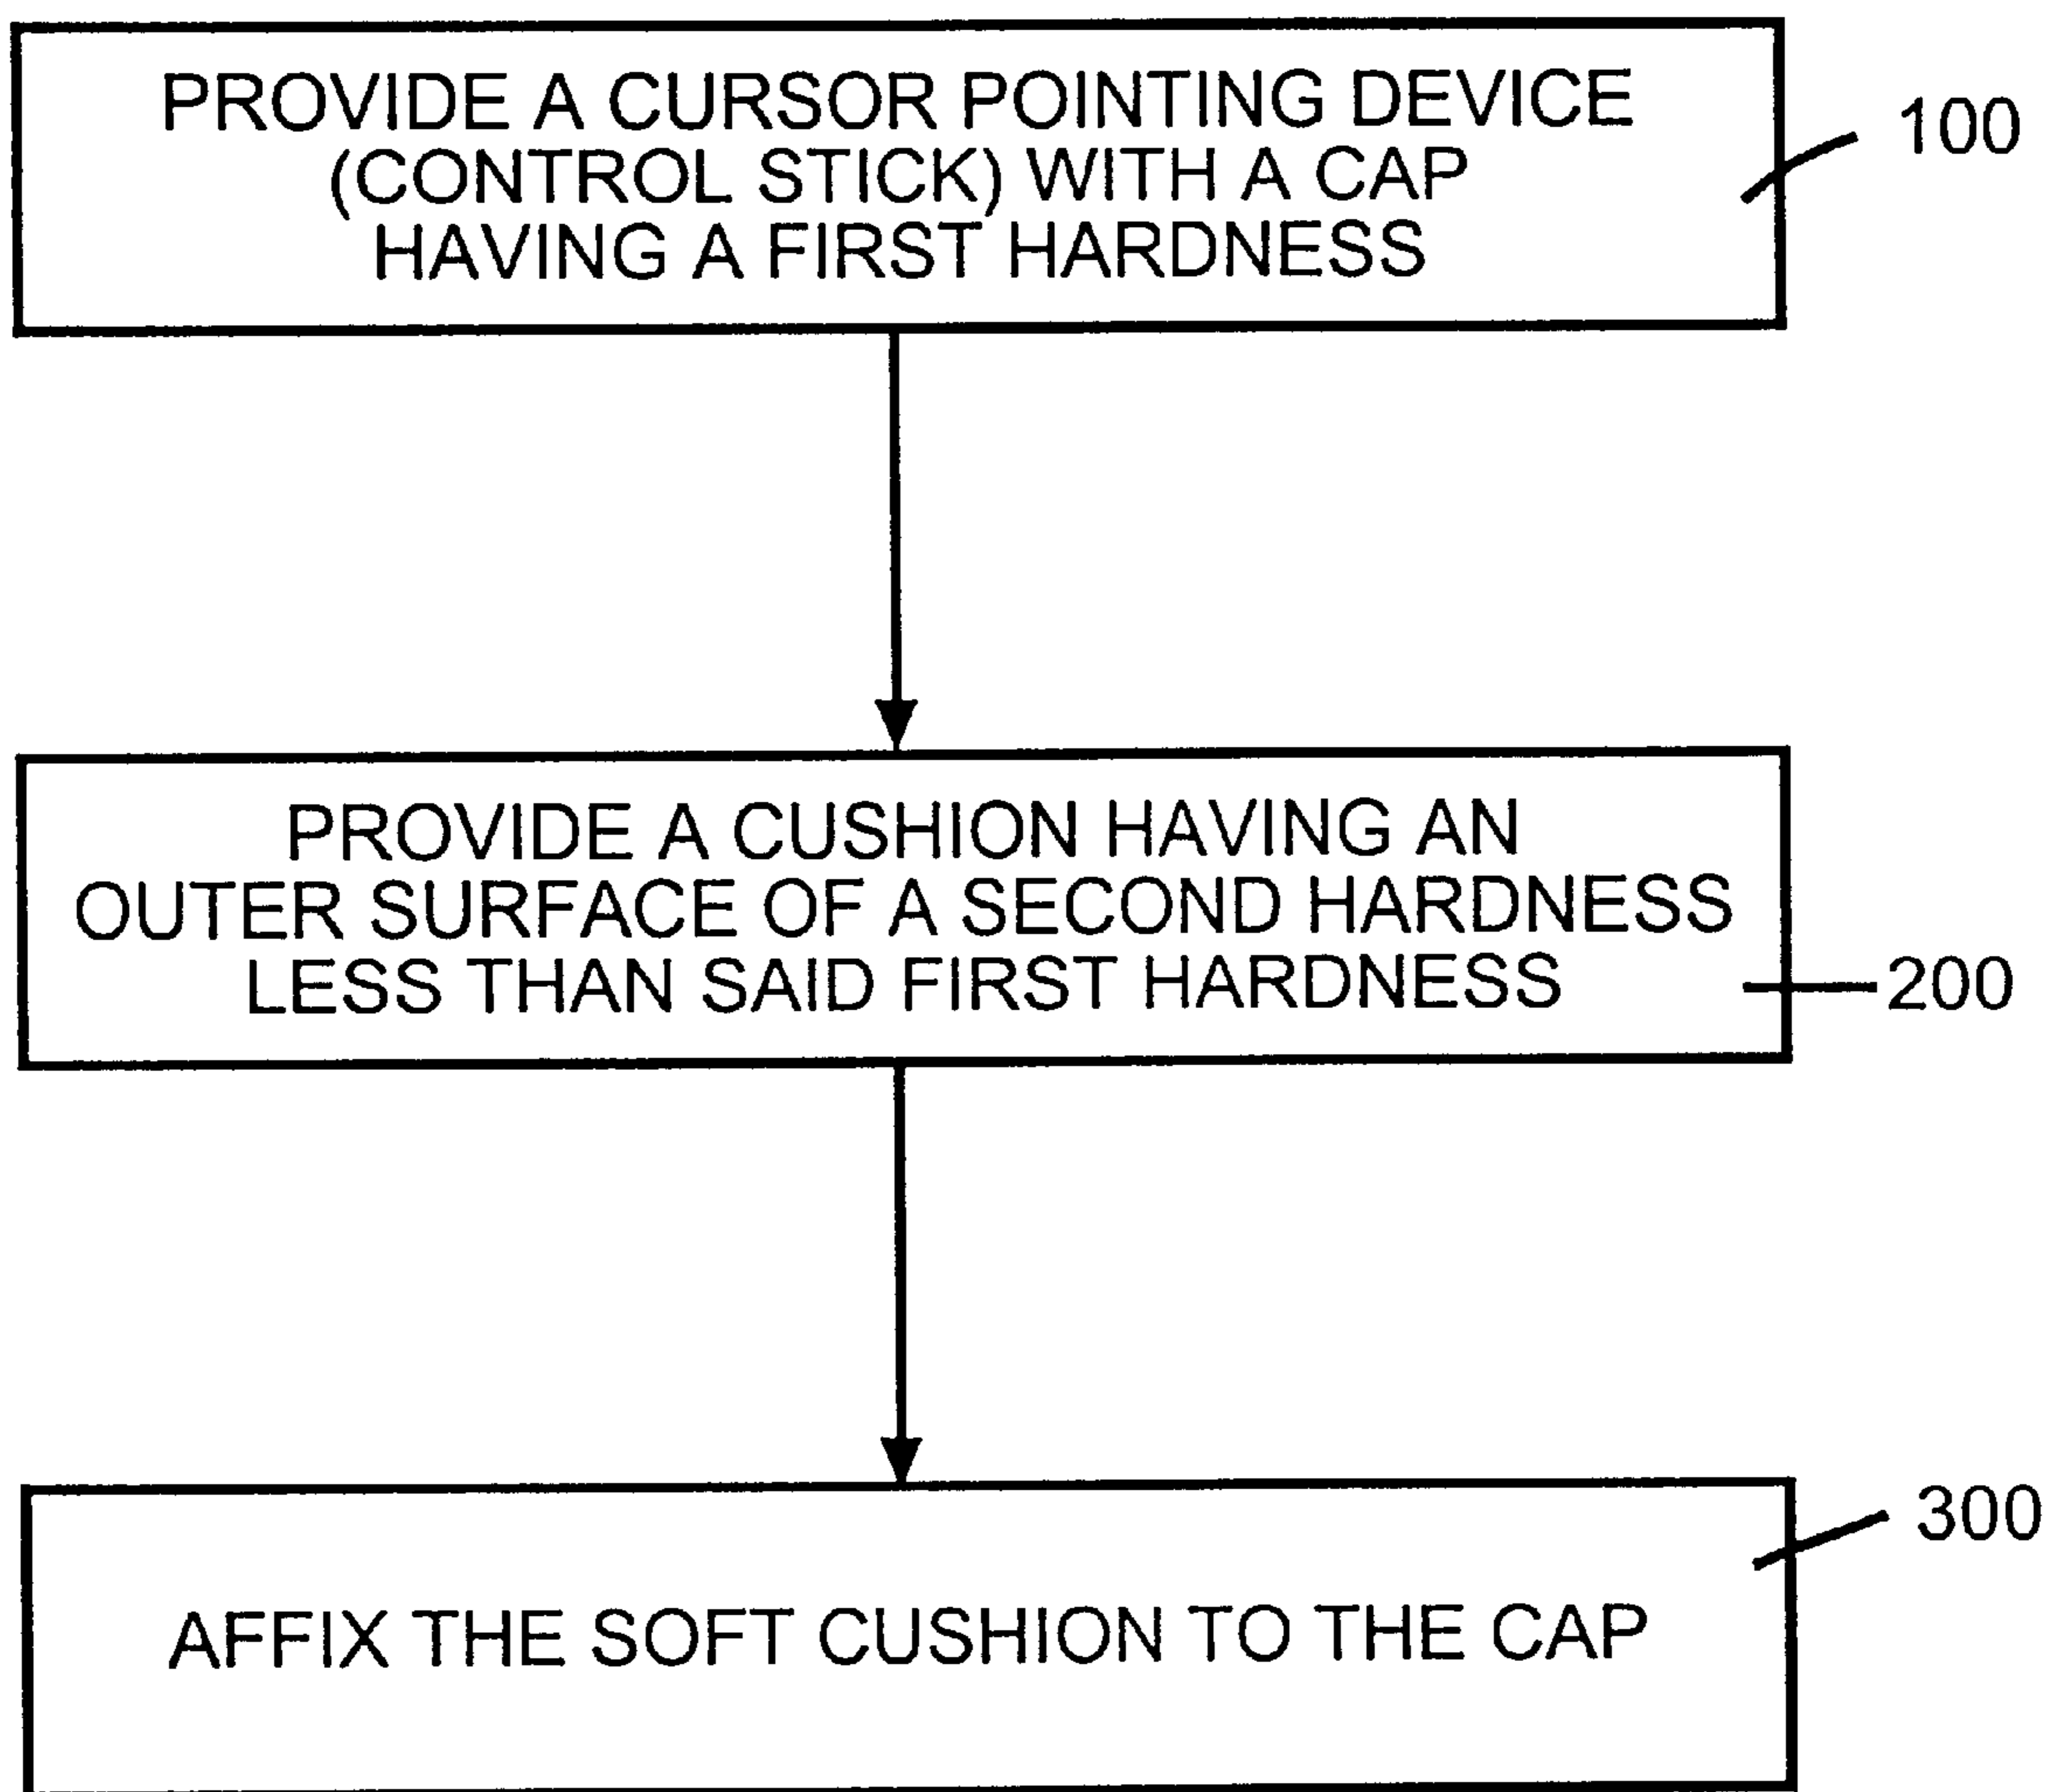 PROVIDE A CURSOR POINTING DEVICE
(CONTROL STICK) WITH A CAP
HAVING A FIRST HARDNESS
100
PROVIDE A CUSHION HAVING AN
OUTER SURFACE OF A SECOND HARDNESS
LESS THAN SAID FIRST HARDNESS
200
300
AFFIX THE SOFT CUSHION TO THE CAP